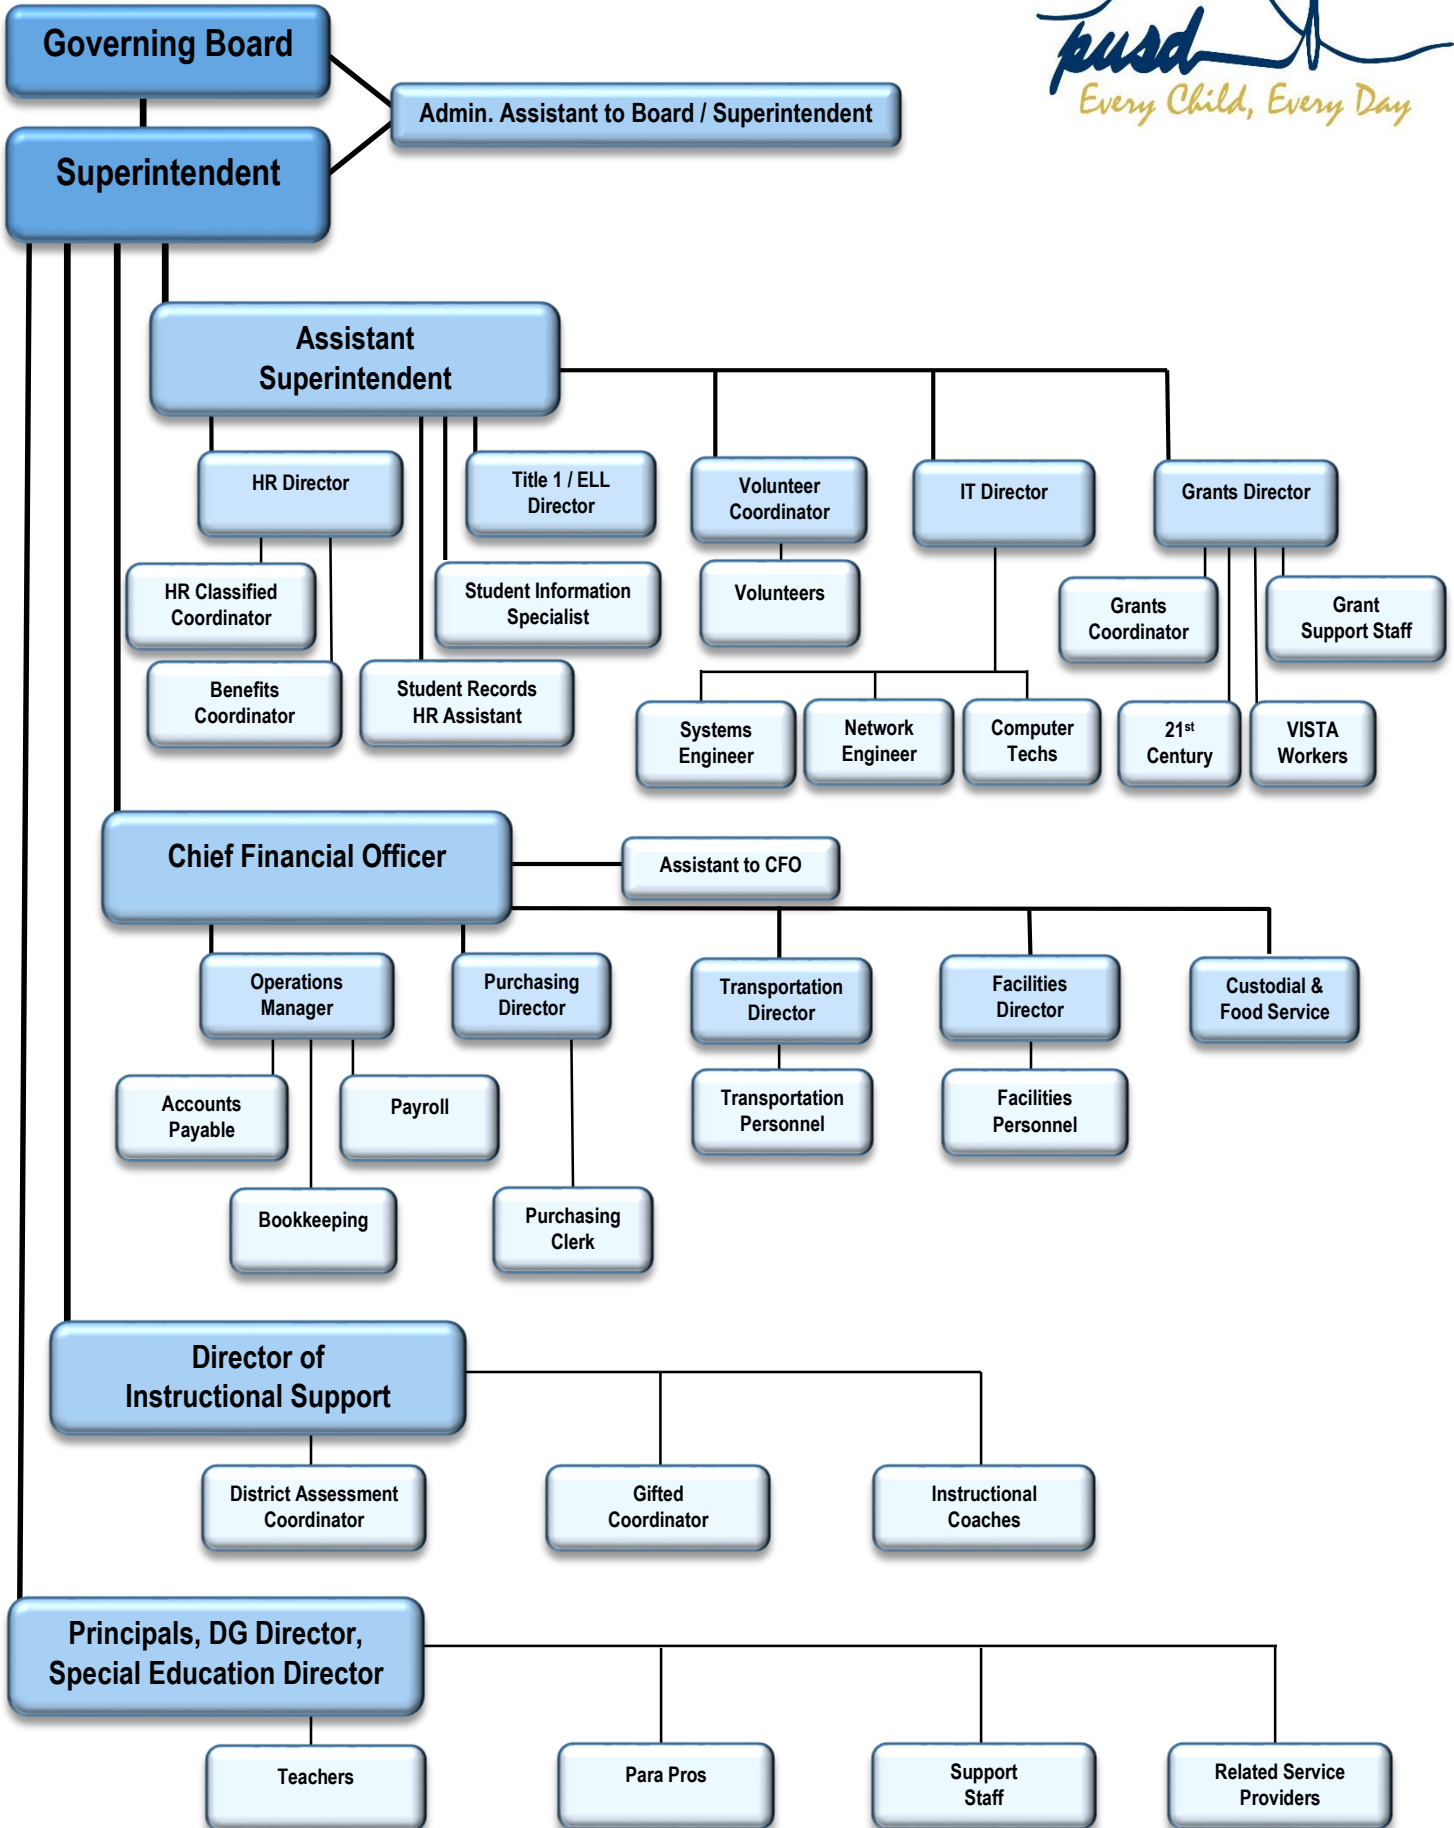 Governing Board
pusd
Every Child, Every Day
Admin. Assistant to Board / Superintendent
Superintendent
Assistant
Superintendent
HR Director
Title 1 / ELL
Director
Volunteer
Coordinator
IT Director
Grants Director
HR Classified
Coordinator
Student Information
Specialist
Volunteers
Grants
Coordinator
Grant
Support Staff
Benefits
Coordinator
Student Records
HR Assistant
Systems
Engineer
Network
Engineer
Computer
Techs
21st
Century
VISTA
Workers
Chief Financial Officer
Assistant to CFO
Operations
Manager
Purchasing
Director
Transportation
Director
Facilities
Director
Custodial &
Food Service
Accounts
Payable
Payroll
Transportation
Personnel
Facilities
Personnel
Bookkeeping
Purchasing
Clerk
Director of
Instructional Support
District Assessment
Coordinator
Gifted
Coordinator
Instructional
Coaches
Principals, DG Director,
Special Education Director
Teachers
Para Pros
Support
Staff
Related Service
Providers